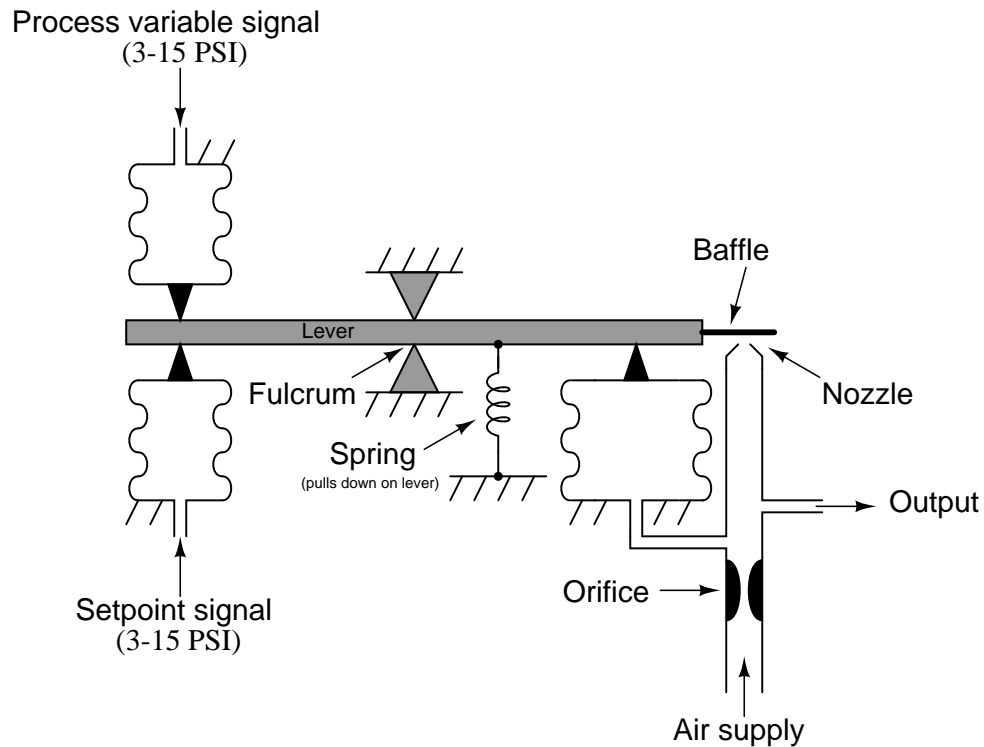 Process variable signal
(3-15 PSI)
Baffle
Lever
Fulcrum
Nozzle
Spring
(pulls down on lever)
Output
Orifice
Setpoint signal
(3-15 PSI)
Air supply